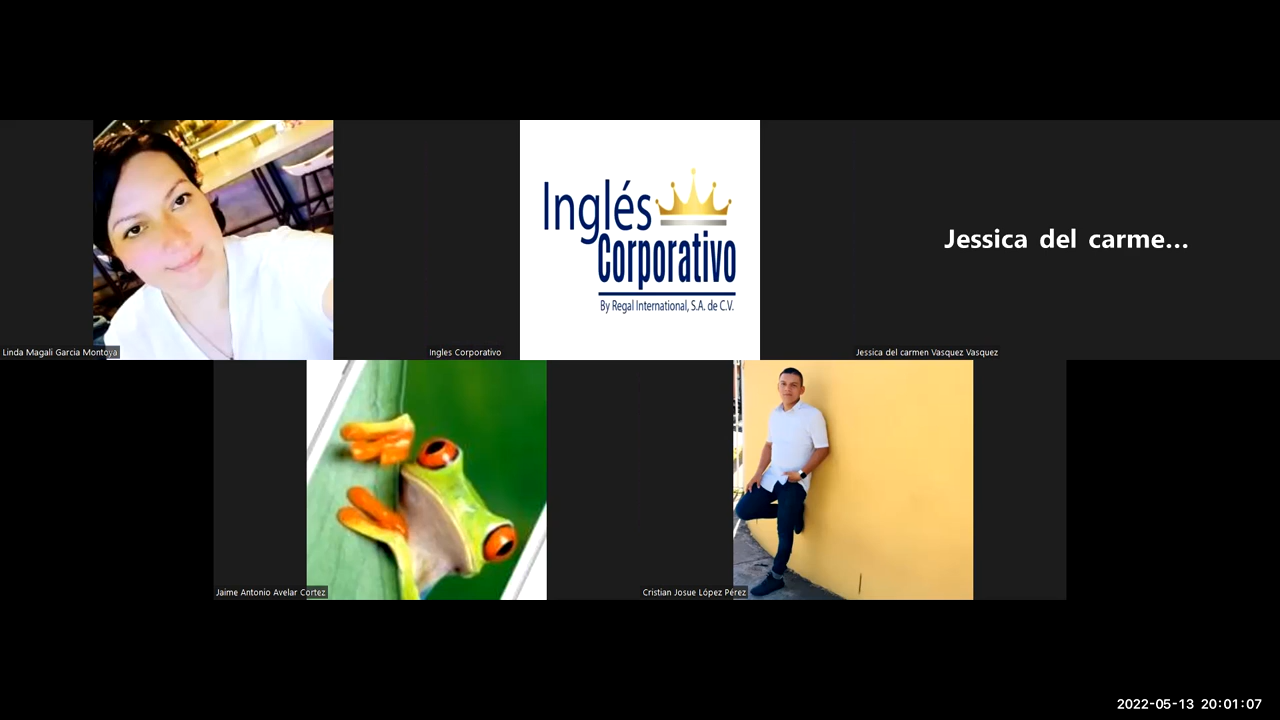 Inglés
Corporativo
By Regal International, S.A. de C.V.
Jessica del carme...
Linda Magali Garcia Montoya
Ingles Corporativo
Jessica del carmen Vasquez Vasquez
Jaime Antonio Avelar Cortez
Cristian Josue López Pérez
2022-05-13 20:01:07